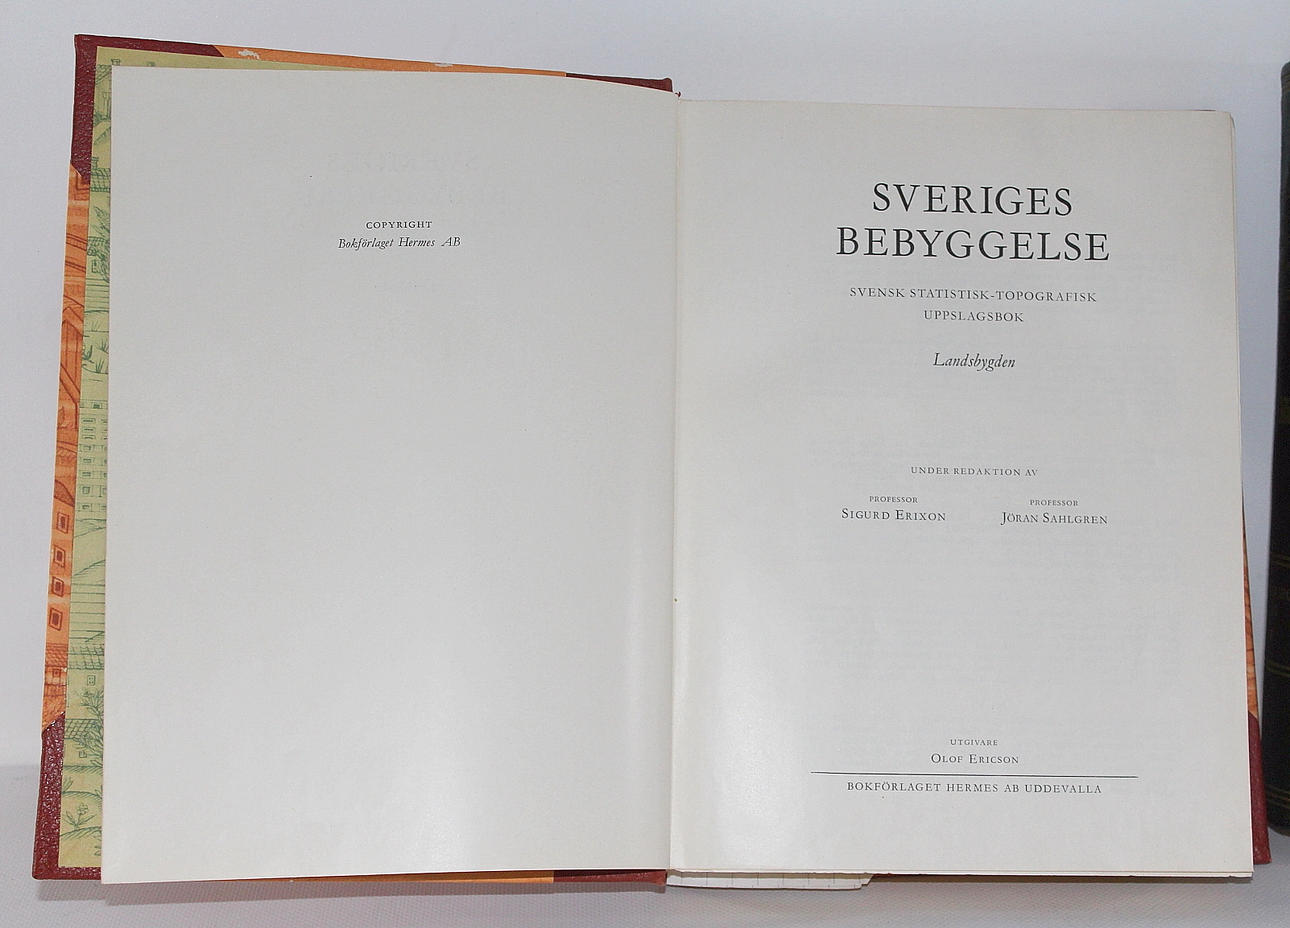 COPYRIGHT
Bokförlaget Hermes AB
SVERIGES
BEBYGGELSE
SVENSK STATISTISK-TOPOGRAFISK
UPPSLAGSBOK
Landsbygden
UNDER REDAKTION AV
PROFESSOR
SIGURD ERIXON
PROFESSOR
JÖRAN SAHLGREN
UTGIVARE
OLOF ERICSON
BOKFÖRLAGET HERMES AB UDDEVALLA